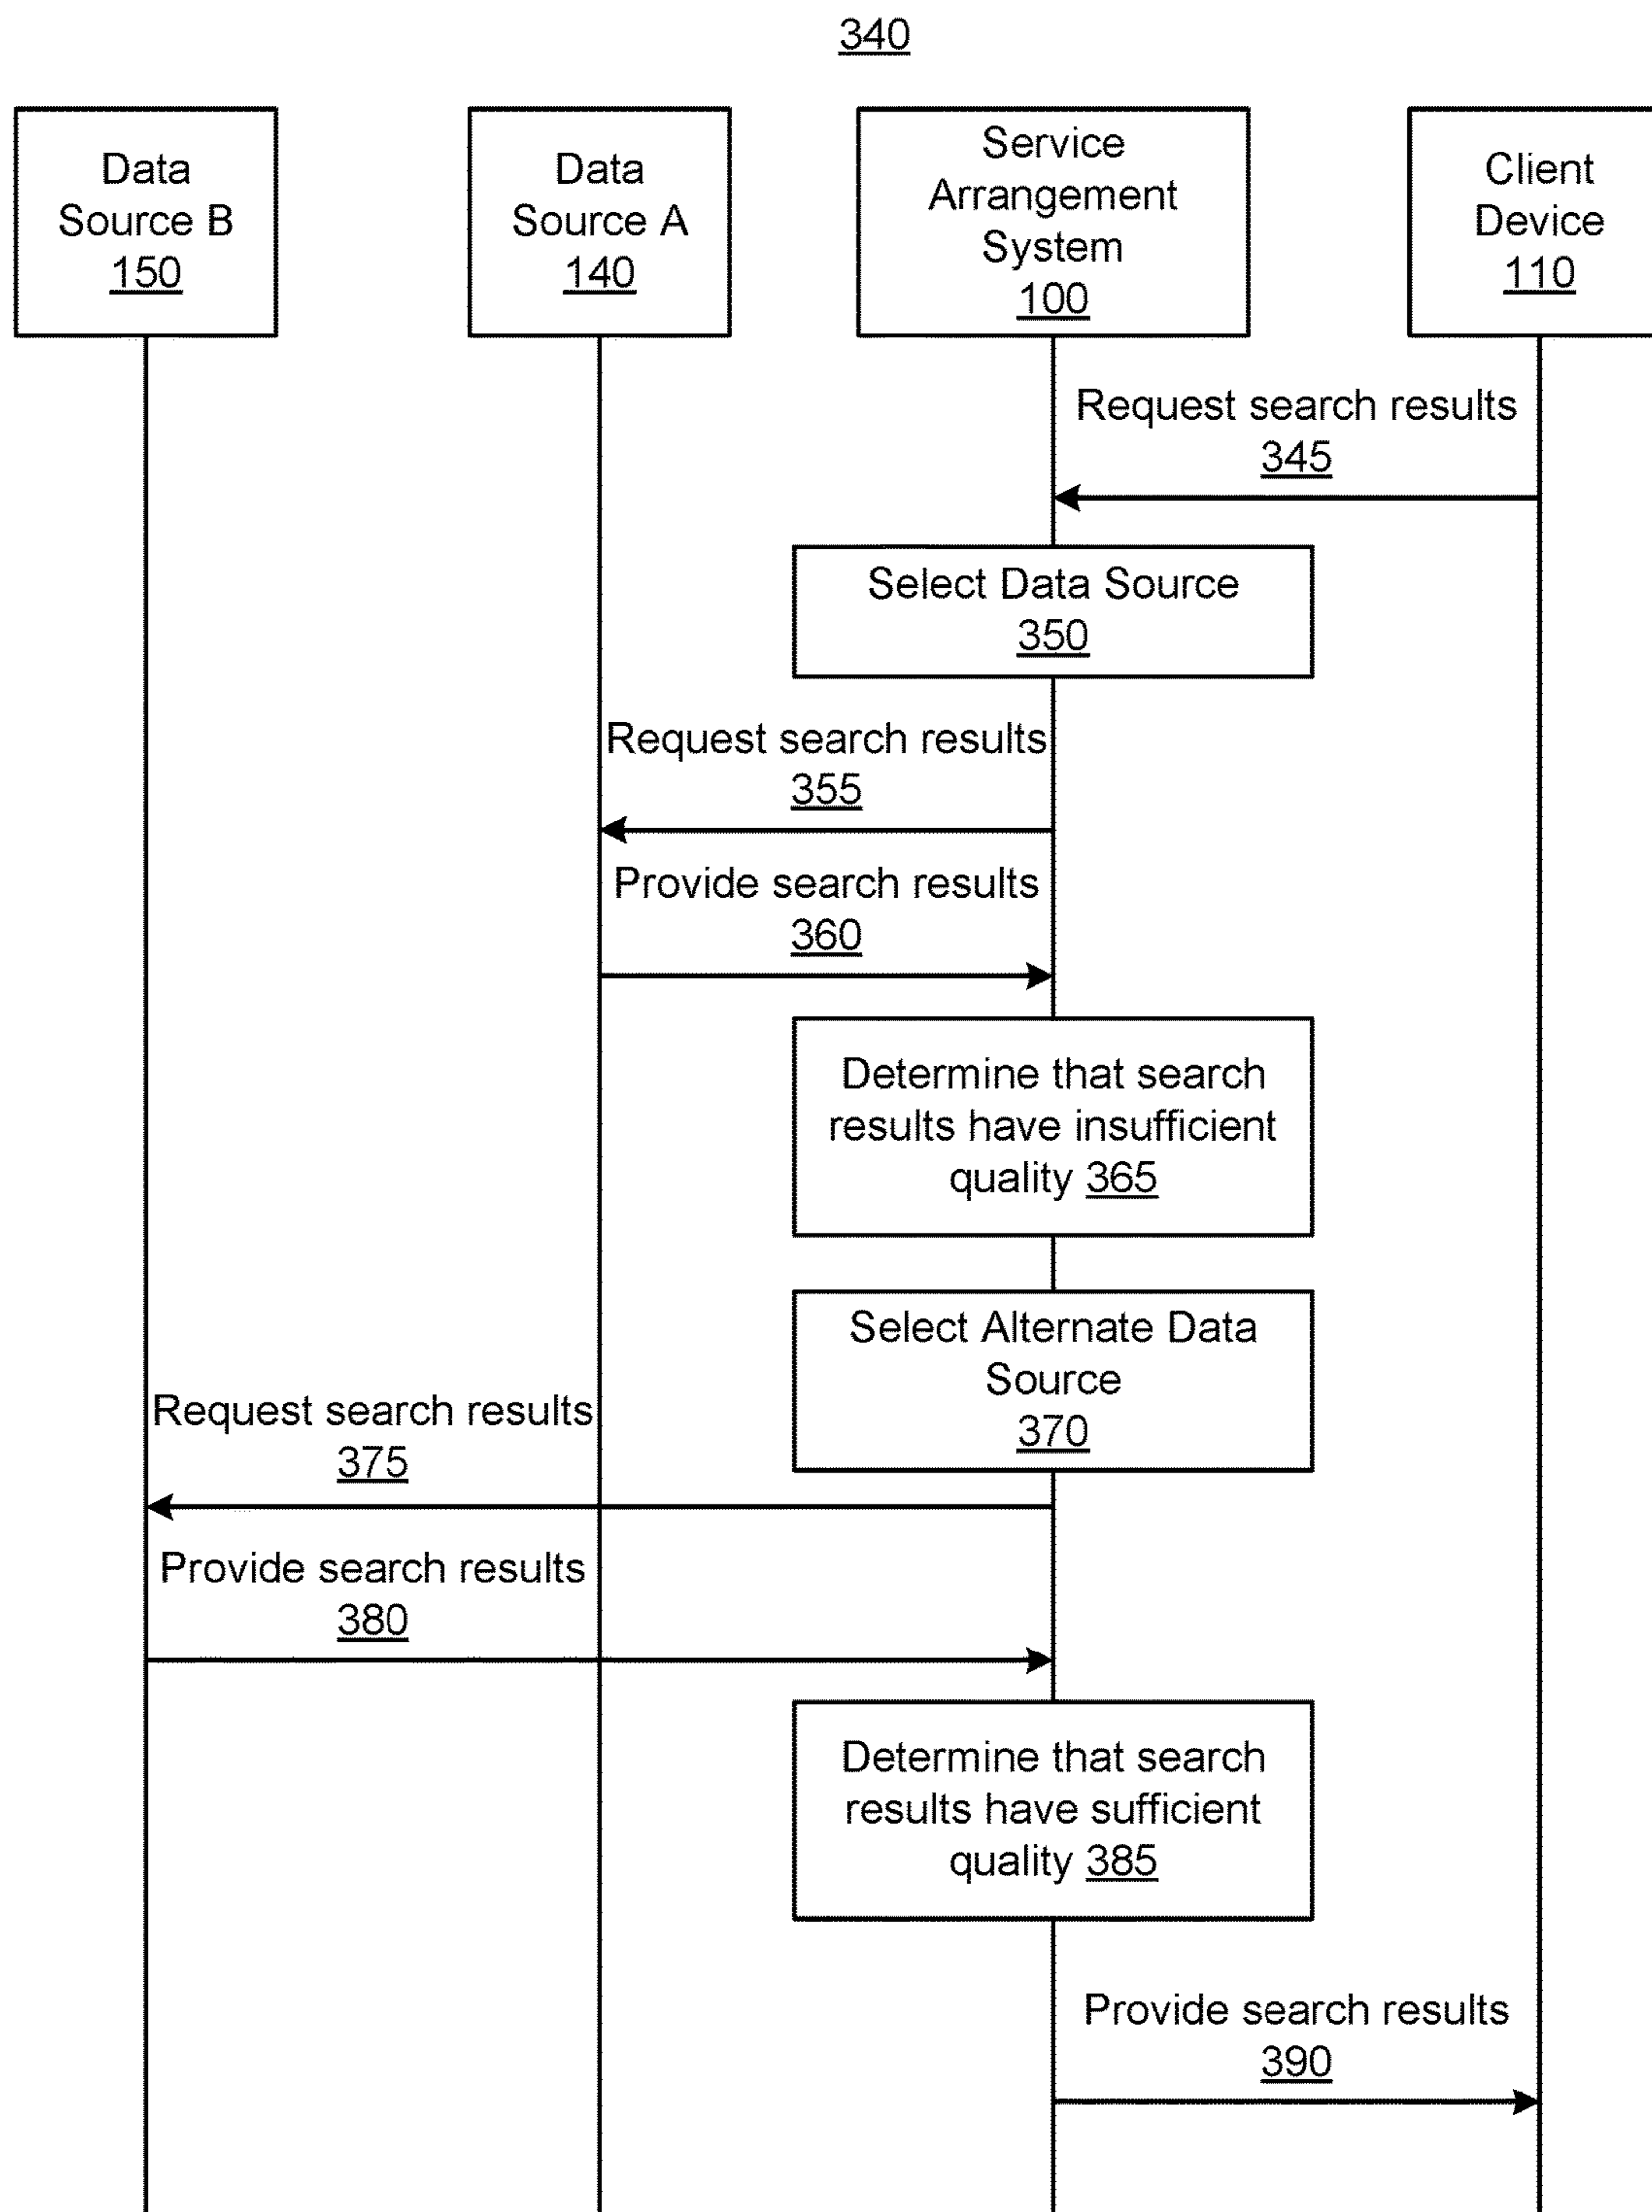 340
Data
Source B
150
Data
Source A
140
Service
Arrangement
System
100
Client
Device
110
Request search results
345
Select Data Source
350
Request search results
355
Provide search results
360
Determine that search
results have insufficient
quality 365
Select Alternate Data
Source
370
Request search results
375
Provide search results
380
Determine that search
results have sufficient
quality 385
Provide search results
390